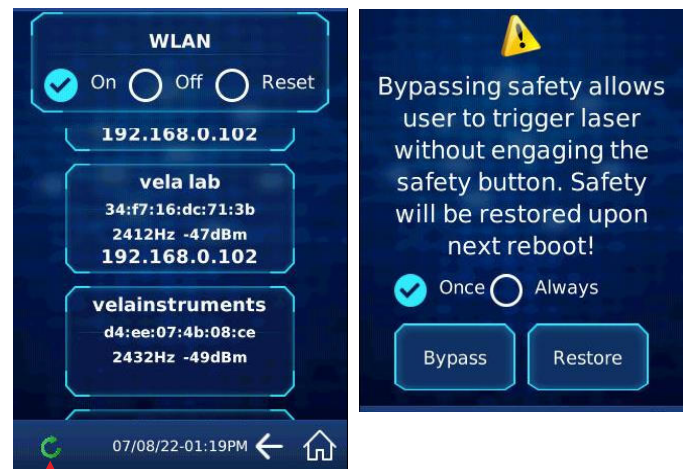 WLAN
On Off Reset
192.168.0.102
vela lab
34:f7:16:dc:71:3b
2412Hz -47dBm
192.168.0.102
velainstruments
d4:ee:07:4b:08:ce
2432Hz -49dBm
07/08/22-01:19PM
Bypassing safety allows
user to trigger laser
without engaging the
safety button. Safety
will be restored upon
next reboot!
Once Always
Bypass Restore